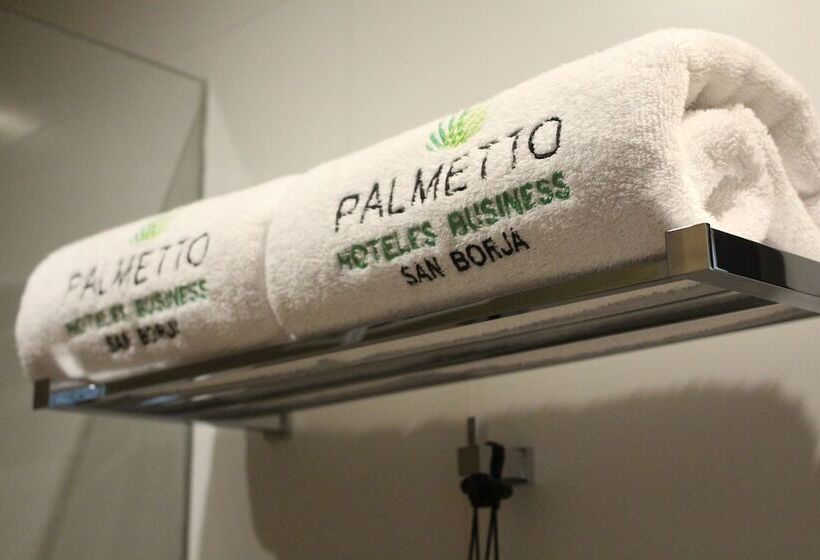 PALMETTO
HOTELES BUSINESS
SAN BORJA
PALMETTO
HOTELES BUSINESS
SAN BORJA